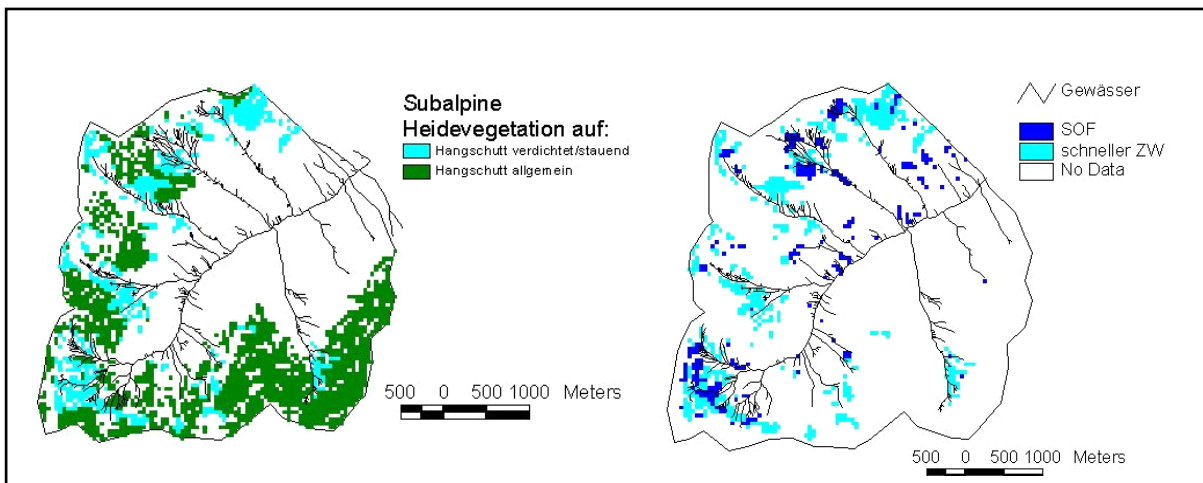 Subalpine
Heidevegetation auf:
Hangschutt verdichtet/stauend
Hangschutt allgemein
500 0 500 1000 Meters
Gewässer
SOF
schneller ZW
No Data
500 0 500 1000 Meters